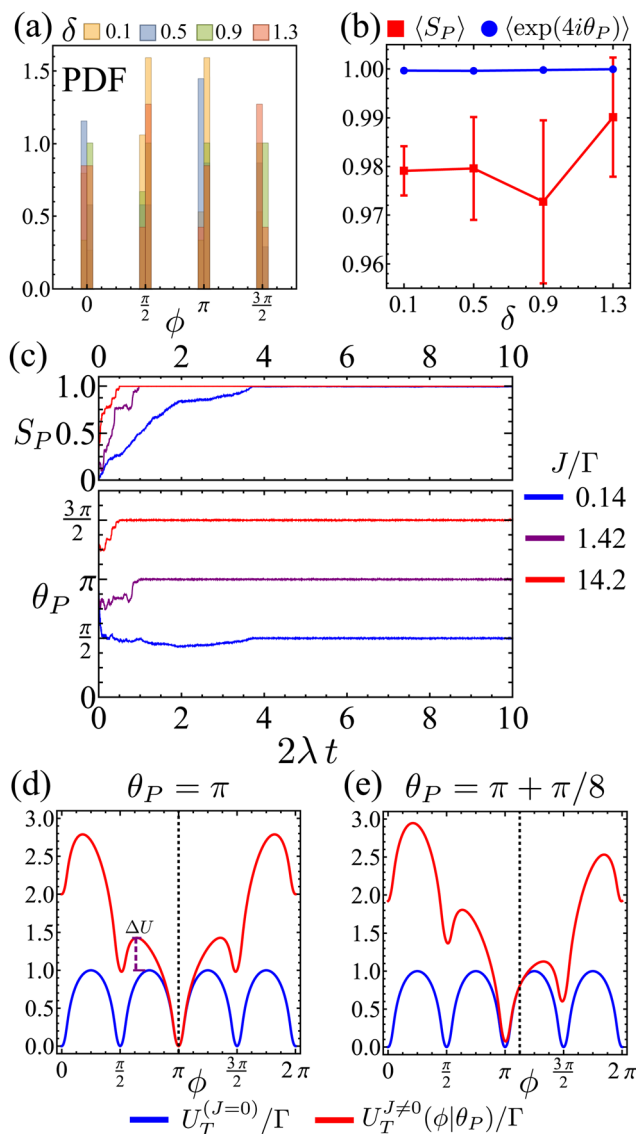 (a) δ 0.1 0.5 0.9 1.3
PDF
1.5
1.0
0.5
0.0
0 π/2 π 3π/2
ϕ
(b) ⟨S_P⟩ ⟨exp(4iθ_P)⟩
1.00
0.99
0.98
0.97
0.96
0.1 0.5 0.9 1.3
δ
(c)
0 2 4 6 8 10
1.0
S_P 0.5
0
3π/2
θ_P π
π/2
0
0 2 4 6 8 10
2λ t
J/Γ
0.14
1.42
14.2
(d) θ_P = π
3.0
2.5
2.0
1.5
1.0
0.5
0.0
ΔU
0 π/2 π ϕ 3π/2 2 π
(e) θ_P = π + π/8
3.0
2.5
2.0
1.5
1.0
0.5
0.0
0 π/2 π ϕ 3π/2 2 π
U_T^(J=0)/Γ U_T^{J≠0}(ϕ|θ_P)/Γ